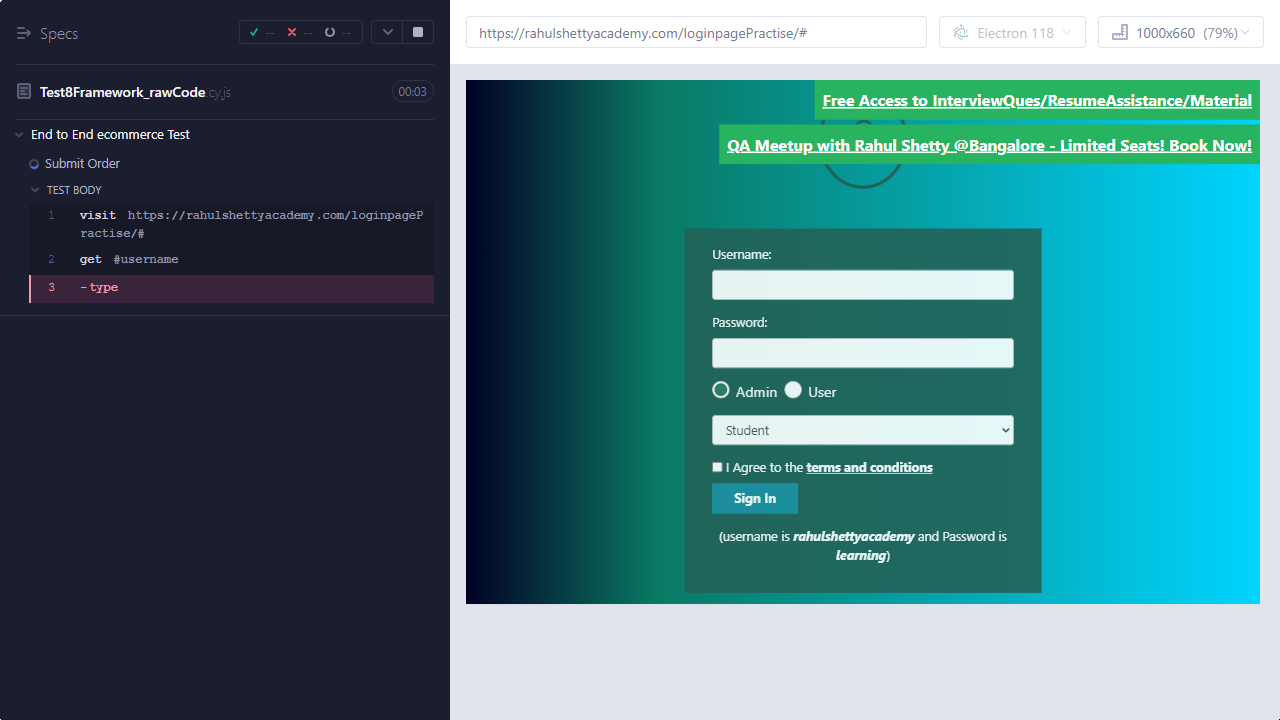 Specs
-- -- --
https://rahulshettyacademy.com/loginpagePractise/#
Electron 118
1000x660 (79%)
Test8Framework_rawCode.cy.js
00:03
End to End ecommerce Test
Submit Order
TEST BODY
1 visit https://rahulshettyacademy.com/loginpageP
ractise/#
2 get #username
3 -type
Free Access to InterviewQues/ResumeAssistance/Material
QA Meetup with Rahul Shetty @Bangalore - Limited Seats! Book Now!
Username:
Password:
Admin User
Student
I Agree to the terms and conditions
Sign In
(username is rahulshettyacademy and Password is
learning)